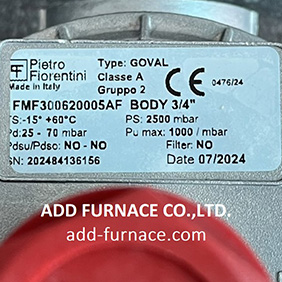 Pietro Fiorentini
Made in Italy
Type: GOVAL
Classe A
Gruppo 2
CE 0476/24
FMF300620005AF BODY 3/4"
S: -15° +60°C PS: 2500 mbar
Pd: 25 - 70 mbar Pu max: 1000 / mbar
Pdsu/Pdso: NO - NO Filter: NO
SN: 202484136156 Date 07/2024
ADD FURNACE CO.,LTD.
add-furnace.com